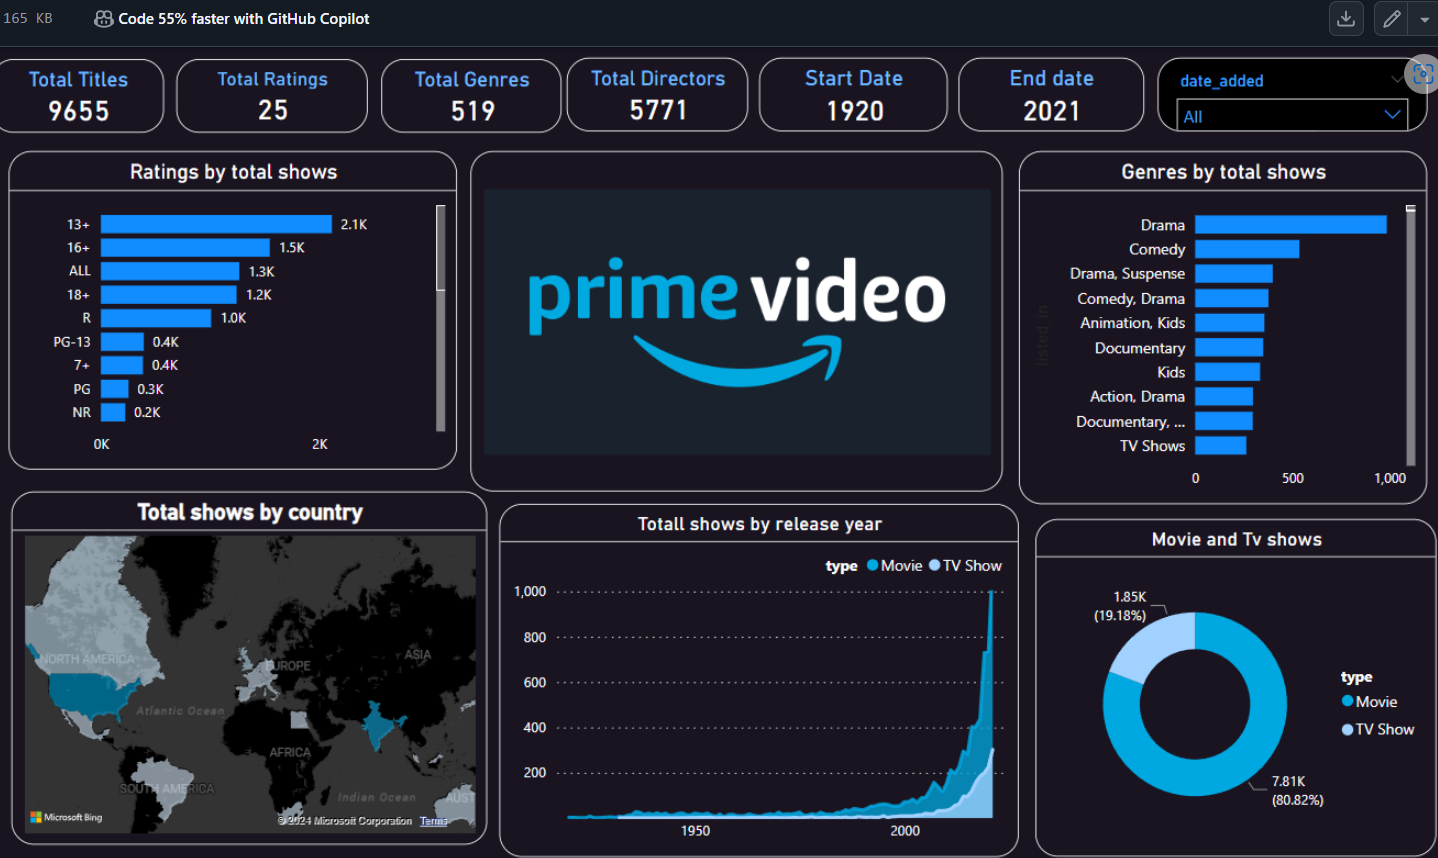 165 KB
Code 55% faster with GitHub Copilot
Total Titles
9655
Total Ratings
25
Total Genres
519
Total Directors
5771
Start Date
1920
End date
2021
date_added
All
Ratings by total shows
13+ 2.1K
16+ 1.5K
ALL 1.3K
18+ 1.2K
R 1.0K
PG-13 0.4K
7+ 0.4K
PG 0.3K
NR 0.2K
0K 2K
prime video
Genres by total shows
listed_in
Drama
Comedy
Drama, Suspense
Comedy, Drama
Animation, Kids
Documentary
Kids
Action, Drama
Documentary, ...
TV Shows
0 500 1,000
Total shows by country
NORTH AMERICA
EUROPE
ASIA
Atlantic Ocean
AFRICA
SOUTH AMERICA
Indian Ocean
AUST
Microsoft Bing
© 2024 Microsoft Corporation Terms
Totall shows by release year
type Movie TV Show
1,000
800
600
400
200
1950 2000
Movie and Tv shows
1.85K
(19.18%)
7.81K
(80.82%)
type
Movie
TV Show